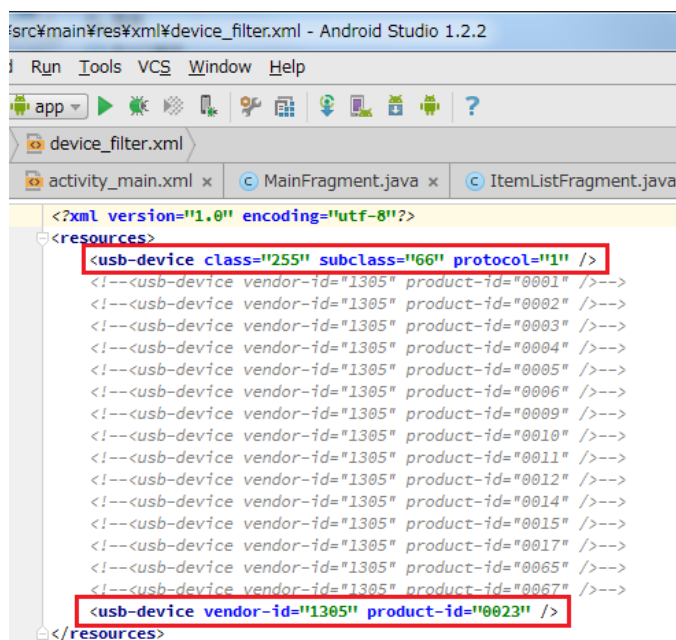 ¥src¥main¥res¥xml¥device_filter.xml - Android Studio 1.2.2
Run Tools VCS Window Help
app
device_filter.xml
activity_main.xml × MainFragment.java × ItemListFragment.java
<?xml version="1.0" encoding="utf-8"?>
<resources>
<usb-device class="255" subclass="66" protocol="1" />
<!--<usb-device vendor-id="1305" product-id="0001" />-->
<!--<usb-device vendor-id="1305" product-id="0002" />-->
<!--<usb-device vendor-id="1305" product-id="0003" />-->
<!--<usb-device vendor-id="1305" product-id="0004" />-->
<!--<usb-device vendor-id="1305" product-id="0005" />-->
<!--<usb-device vendor-id="1305" product-id="0006" />-->
<!--<usb-device vendor-id="1305" product-id="0009" />-->
<!--<usb-device vendor-id="1305" product-id="0010" />-->
<!--<usb-device vendor-id="1305" product-id="0011" />-->
<!--<usb-device vendor-id="1305" product-id="0012" />-->
<!--<usb-device vendor-id="1305" product-id="0014" />-->
<!--<usb-device vendor-id="1305" product-id="0015" />-->
<!--<usb-device vendor-id="1305" product-id="0017" />-->
<!--<usb-device vendor-id="1305" product-id="0065" />-->
<!--<usb-device vendor-id="1305" product-id="0067" />-->
<usb-device vendor-id="1305" product-id="0023" />
</resources>